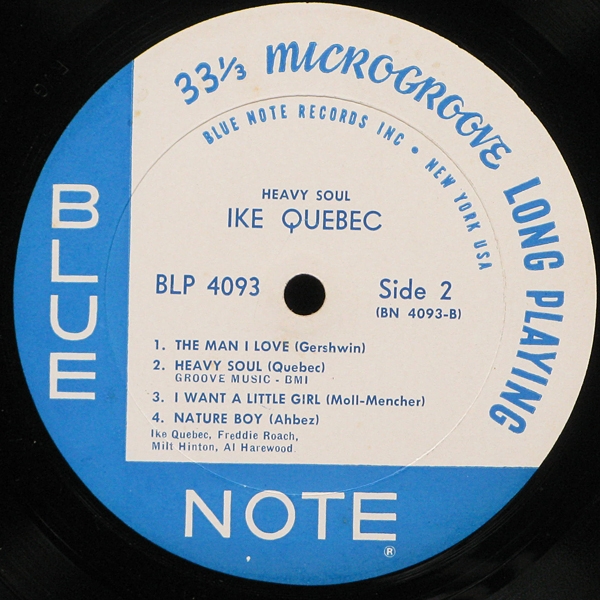 33⅓ MICROGROOVE LONG PLAYING
BLUE NOTE RECORDS INC • NEW YORK USA
HEAVY SOUL
IKE QUEBEC
BLP 4093
Side 2
(BN 4093-B)
1. THE MAN I LOVE (Gershwin)
2. HEAVY SOUL (Quebec)
GROOVE MUSIC - BMI
3. I WANT A LITTLE GIRL (Moll-Mencher)
4. NATURE BOY (Ahbez)
Ike Quebec, Freddie Roach,
Milt Hinton, Al Harewood.
BLUE
NOTE
®